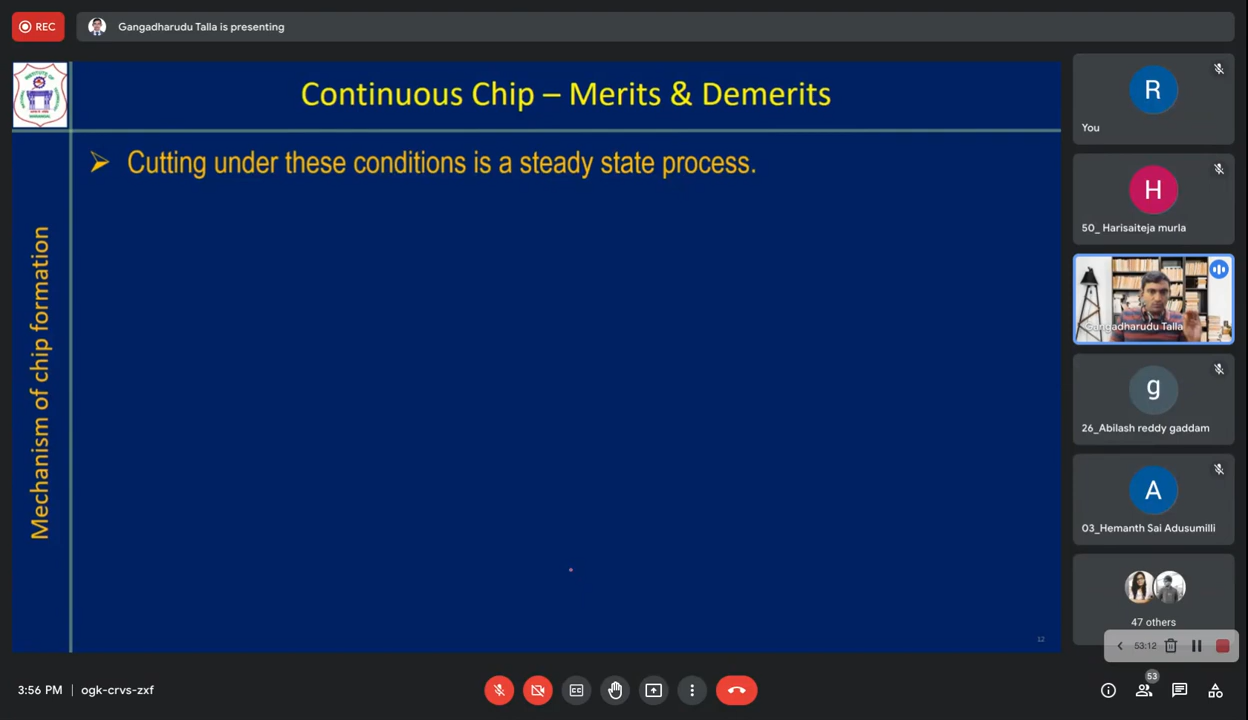 REC
Gangadharudu Talla is presenting
Continuous Chip – Merits & Demerits
➢ Cutting under these conditions is a steady state process.
Mechanism of chip formation
12
R
You
H
50_ Harisaiteja murla
Gangadharudu Talla
g
26_Abilash reddy gaddam
A
03_Hemanth Sai Adusumilli
47 others
53:12
3:56 PM
ogk-crvs-zxf
CC
53